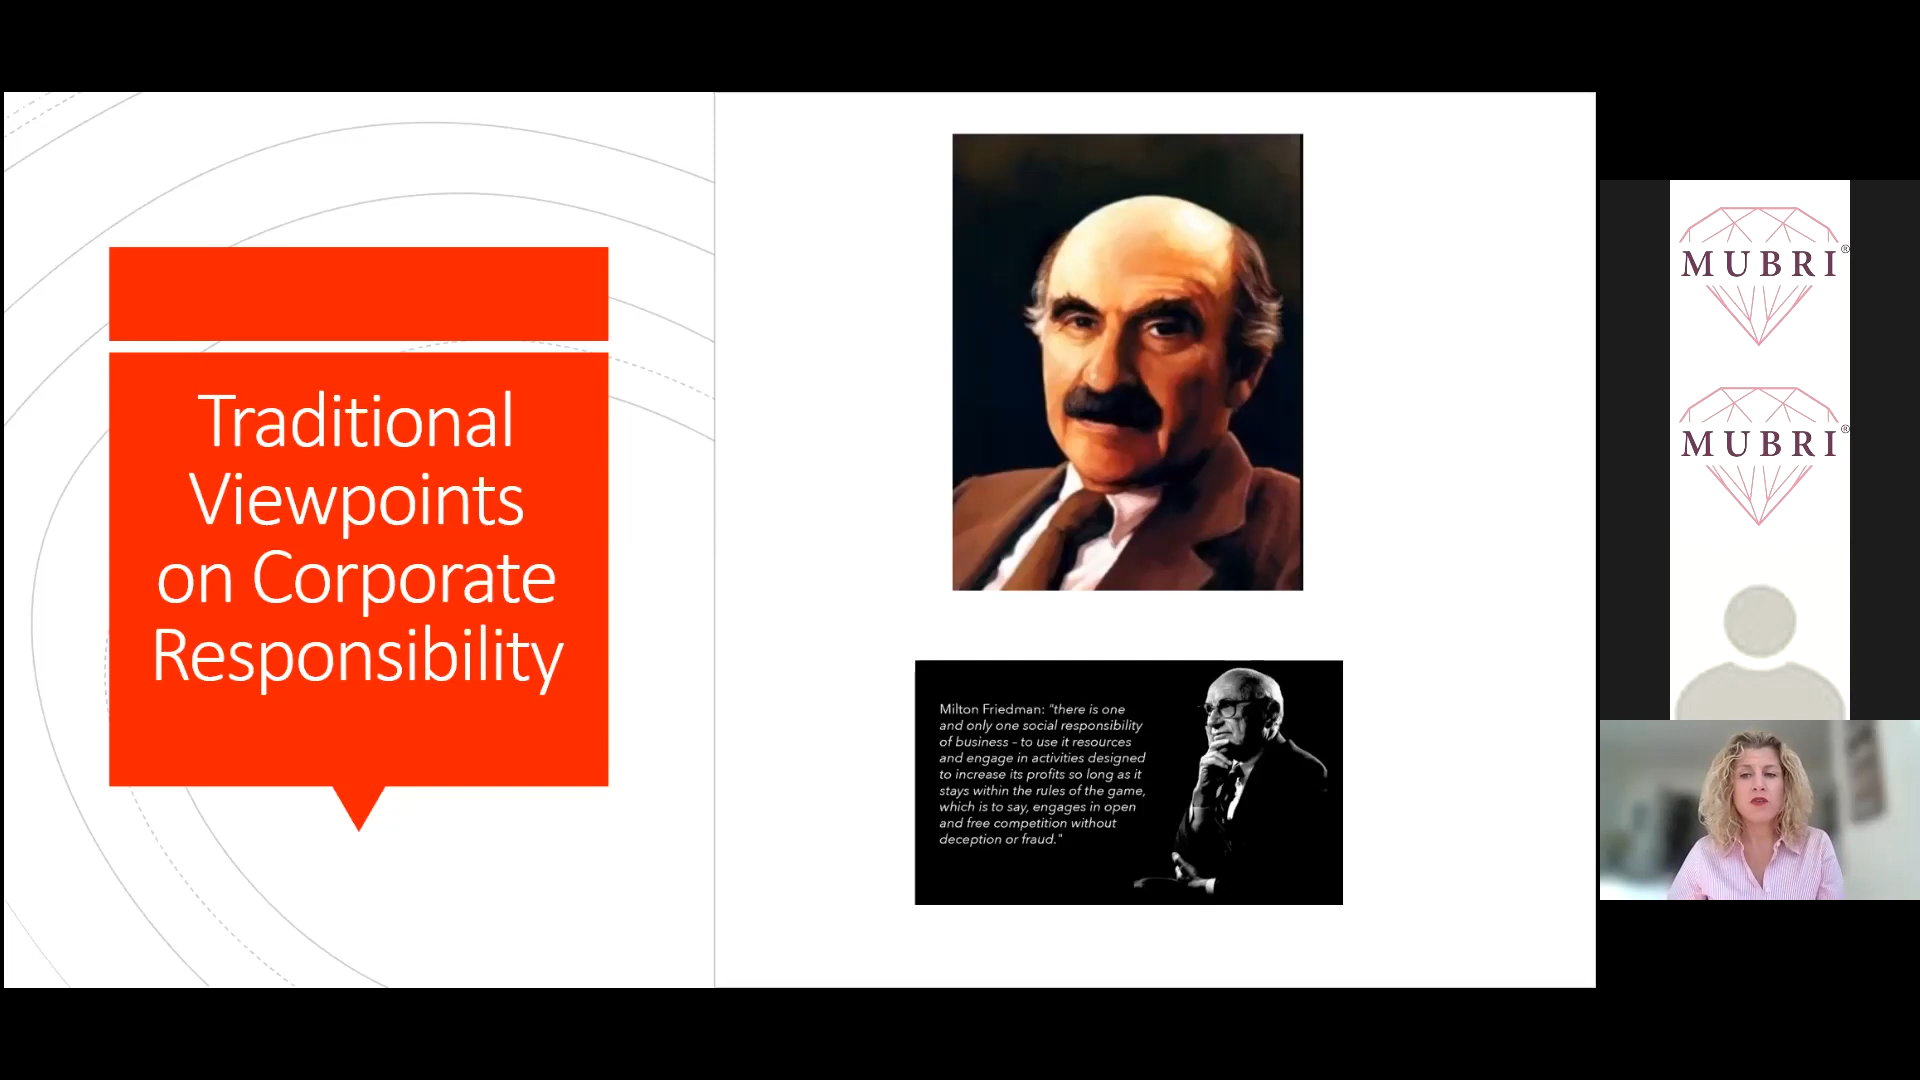 Traditional
Viewpoints
on Corporate
Responsibility
Milton Friedman: "there is one
and only one social responsibility
of business – to use it resources
and engage in activities designed
to increase its profits so long as it
stays within the rules of the game,
which is to say, engages in open
and free competition without
deception or fraud."
MUBRI®
MUBRI®